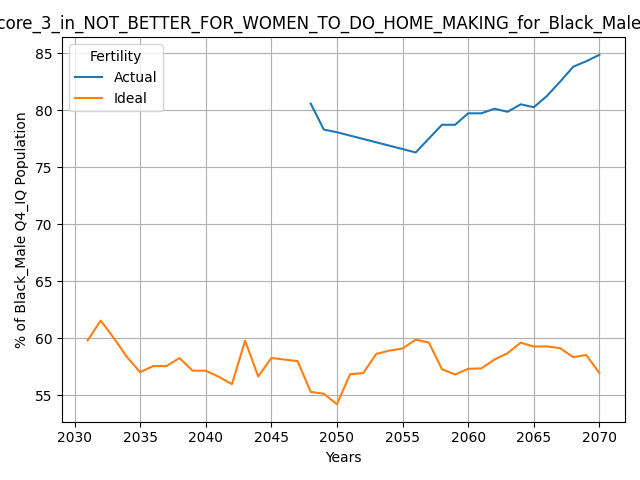 core_3_in_NOT_BETTER_FOR_WOMEN_TO_DO_HOME_MAKING_for_Black_Male
Fertility
Actual
Ideal
85
80
75
70
65
60
55
% of Black_Male Q4_IQ Population
2030 2035 2040 2045 2050 2055 2060 2065 2070
Years